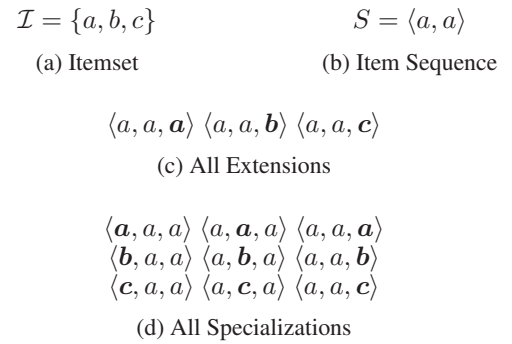 ℐ = {a, b, c}
S = ⟨a, a⟩
(a) Itemset
(b) Item Sequence
⟨a, a, a⟩ ⟨a, a, b⟩ ⟨a, a, c⟩
(c) All Extensions
⟨a, a, a⟩ ⟨a, a, a⟩ ⟨a, a, a⟩
⟨b, a, a⟩ ⟨a, b, a⟩ ⟨a, a, b⟩
⟨c, a, a⟩ ⟨a, c, a⟩ ⟨a, a, c⟩
(d) All Specializations